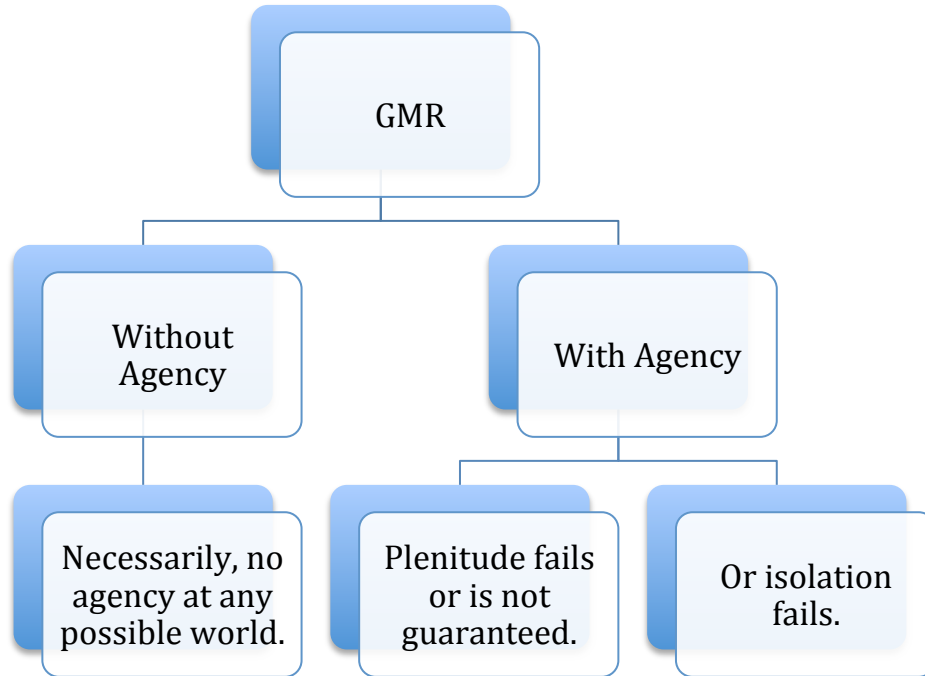 GMR
Without
Agency
With Agency
Necessarily, no
agency at any
possible world.
Plenitude fails
or is not
guaranteed.
Or isolation
fails.